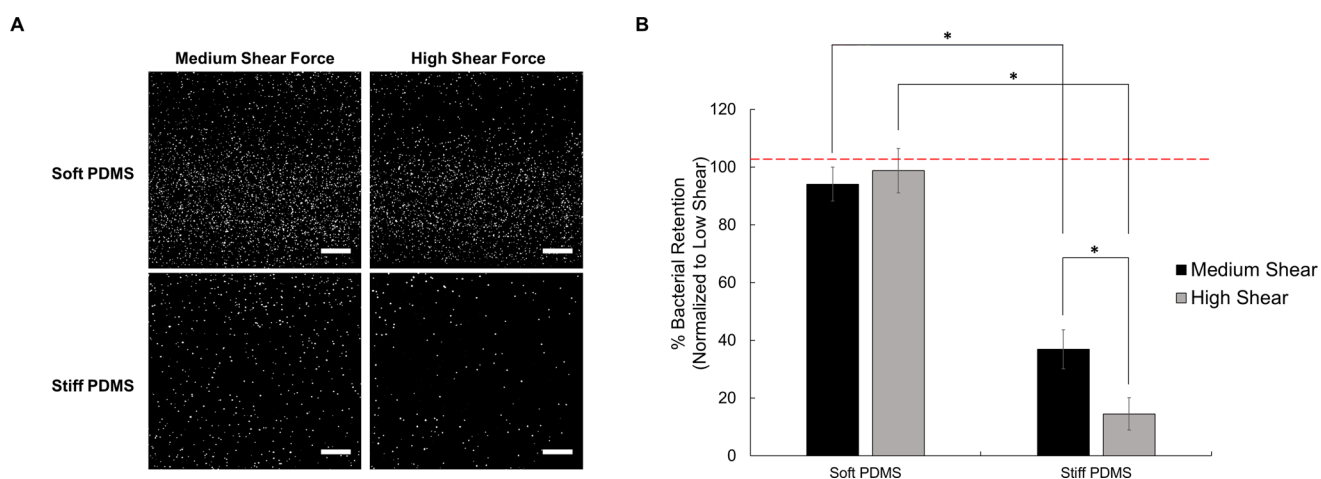 A
Medium Shear Force
High Shear Force
Soft PDMS
Stiff PDMS
B
*
*
*
120
100
80
60
40
20
0
% Bacterial Retention
(Normalized to Low Shear)
Soft PDMS
Stiff PDMS
Medium Shear
High Shear